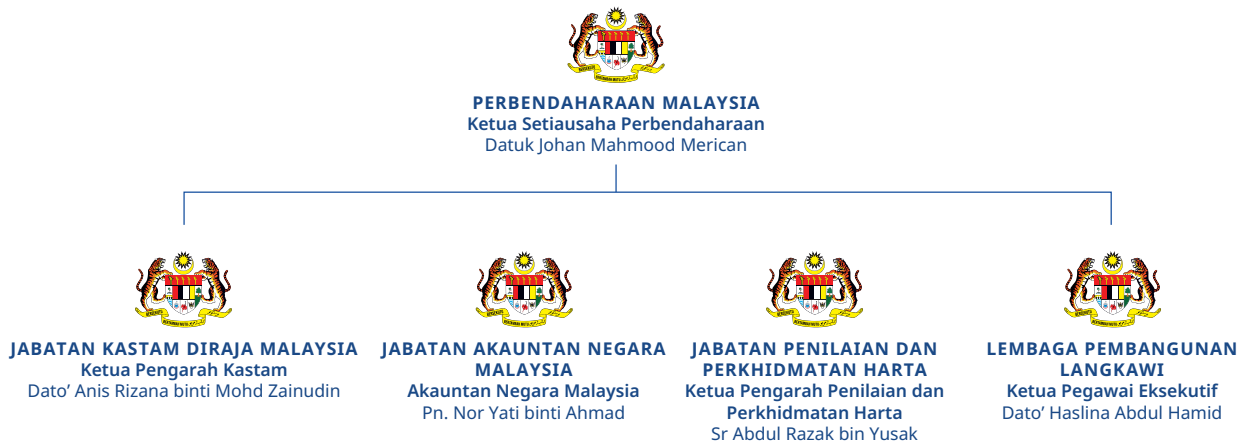 PERBENDAHARAAN MALAYSIA
Ketua Setiausaha Perbendaharaan
Datuk Johan Mahmood Merican
JABATAN KASTAM DIRAJA MALAYSIA
Ketua Pengarah Kastam
Dato’ Anis Rizana binti Mohd Zainudin
JABATAN AKAUNTAN NEGARA
MALAYSIA
Akauntan Negara Malaysia
Pn. Nor Yati binti Ahmad
JABATAN PENILAIAN DAN
PERKHIDMATAN HARTA
Ketua Pengarah Penilaian dan
Perkhidmatan Harta
Sr Abdul Razak bin Yusak
LEMBAGA PEMBANGUNAN
LANGKAWI
Ketua Pegawai Eksekutif
Dato’ Haslina Abdul Hamid